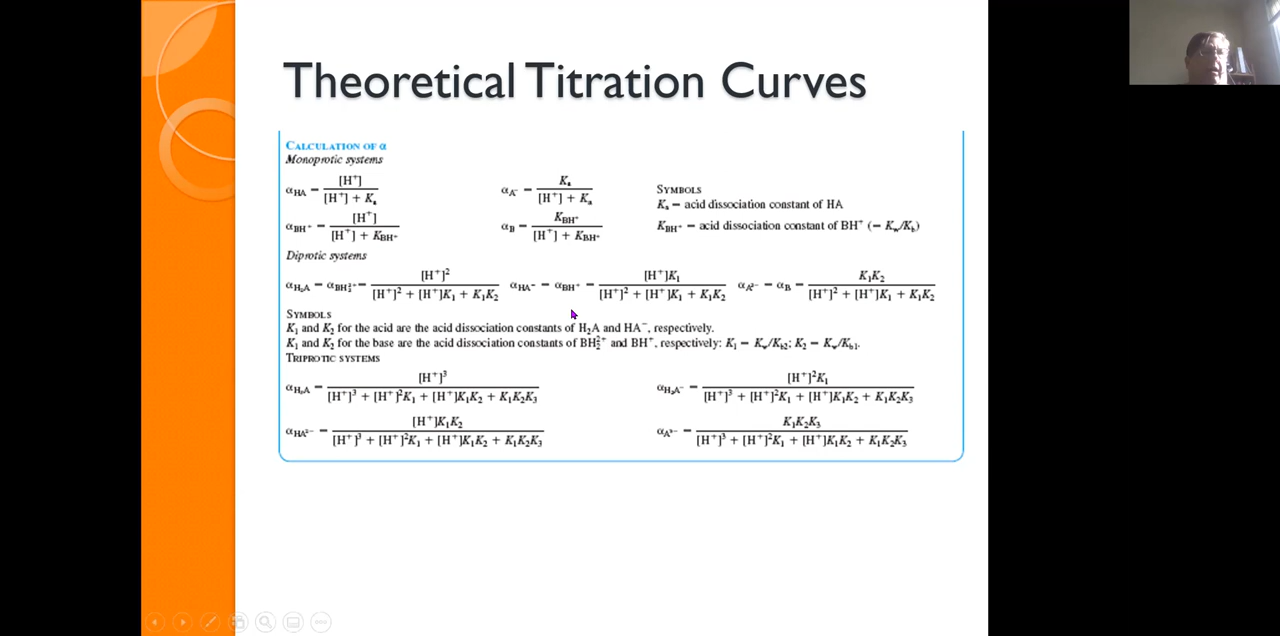 Theoretical Titration Curves
CALCULATION OF α
Monoprotic systems
α_HA = [H⁺] / ([H⁺] + Kₐ)    α_A⁻ = Kₐ / ([H⁺] + Kₐ)
SYMBOLS
Kₐ = acid dissociation constant of HA
α_BH⁺ = [H⁺] / ([H⁺] + K_BH⁺)    α_B = K_BH⁺ / ([H⁺] + K_BH⁺)
K_BH⁺ = acid dissociation constant of BH⁺ (= K_w/K_b)
Diprotic systems
α_H₂A = α_BH₂²⁺ = [H⁺]² / ([H⁺]² + [H⁺]K₁ + K₁K₂)    α_HA⁻ = α_BH⁺ = [H⁺]K₁ / ([H⁺]² + [H⁺]K₁ + K₁K₂)    α_A²⁻ = α_B = K₁K₂ / ([H⁺]² + [H⁺]K₁ + K₁K₂)
SYMBOLS
K₁ and K₂ for the acid are the acid dissociation constants of H₂A and HA⁻, respectively.
K₁ and K₂ for the base are the acid dissociation constants of BH₂²⁺ and BH⁺, respectively: K₁ = K_w/K_b2; K₂ = K_w/K_b1.
TRIPROTIC SYSTEMS
α_H₃A = [H⁺]³ / ([H⁺]³ + [H⁺]²K₁ + [H⁺]K₁K₂ + K₁K₂K₃)    α_H₂A⁻ = [H⁺]²K₁ / ([H⁺]³ + [H⁺]²K₁ + [H⁺]K₁K₂ + K₁K₂K₃)
α_HA²⁻ = [H⁺]K₁K₂ / ([H⁺]³ + [H⁺]²K₁ + [H⁺]K₁K₂ + K₁K₂K₃)    α_A³⁻ = K₁K₂K₃ / ([H⁺]³ + [H⁺]²K₁ + [H⁺]K₁K₂ + K₁K₂K₃)